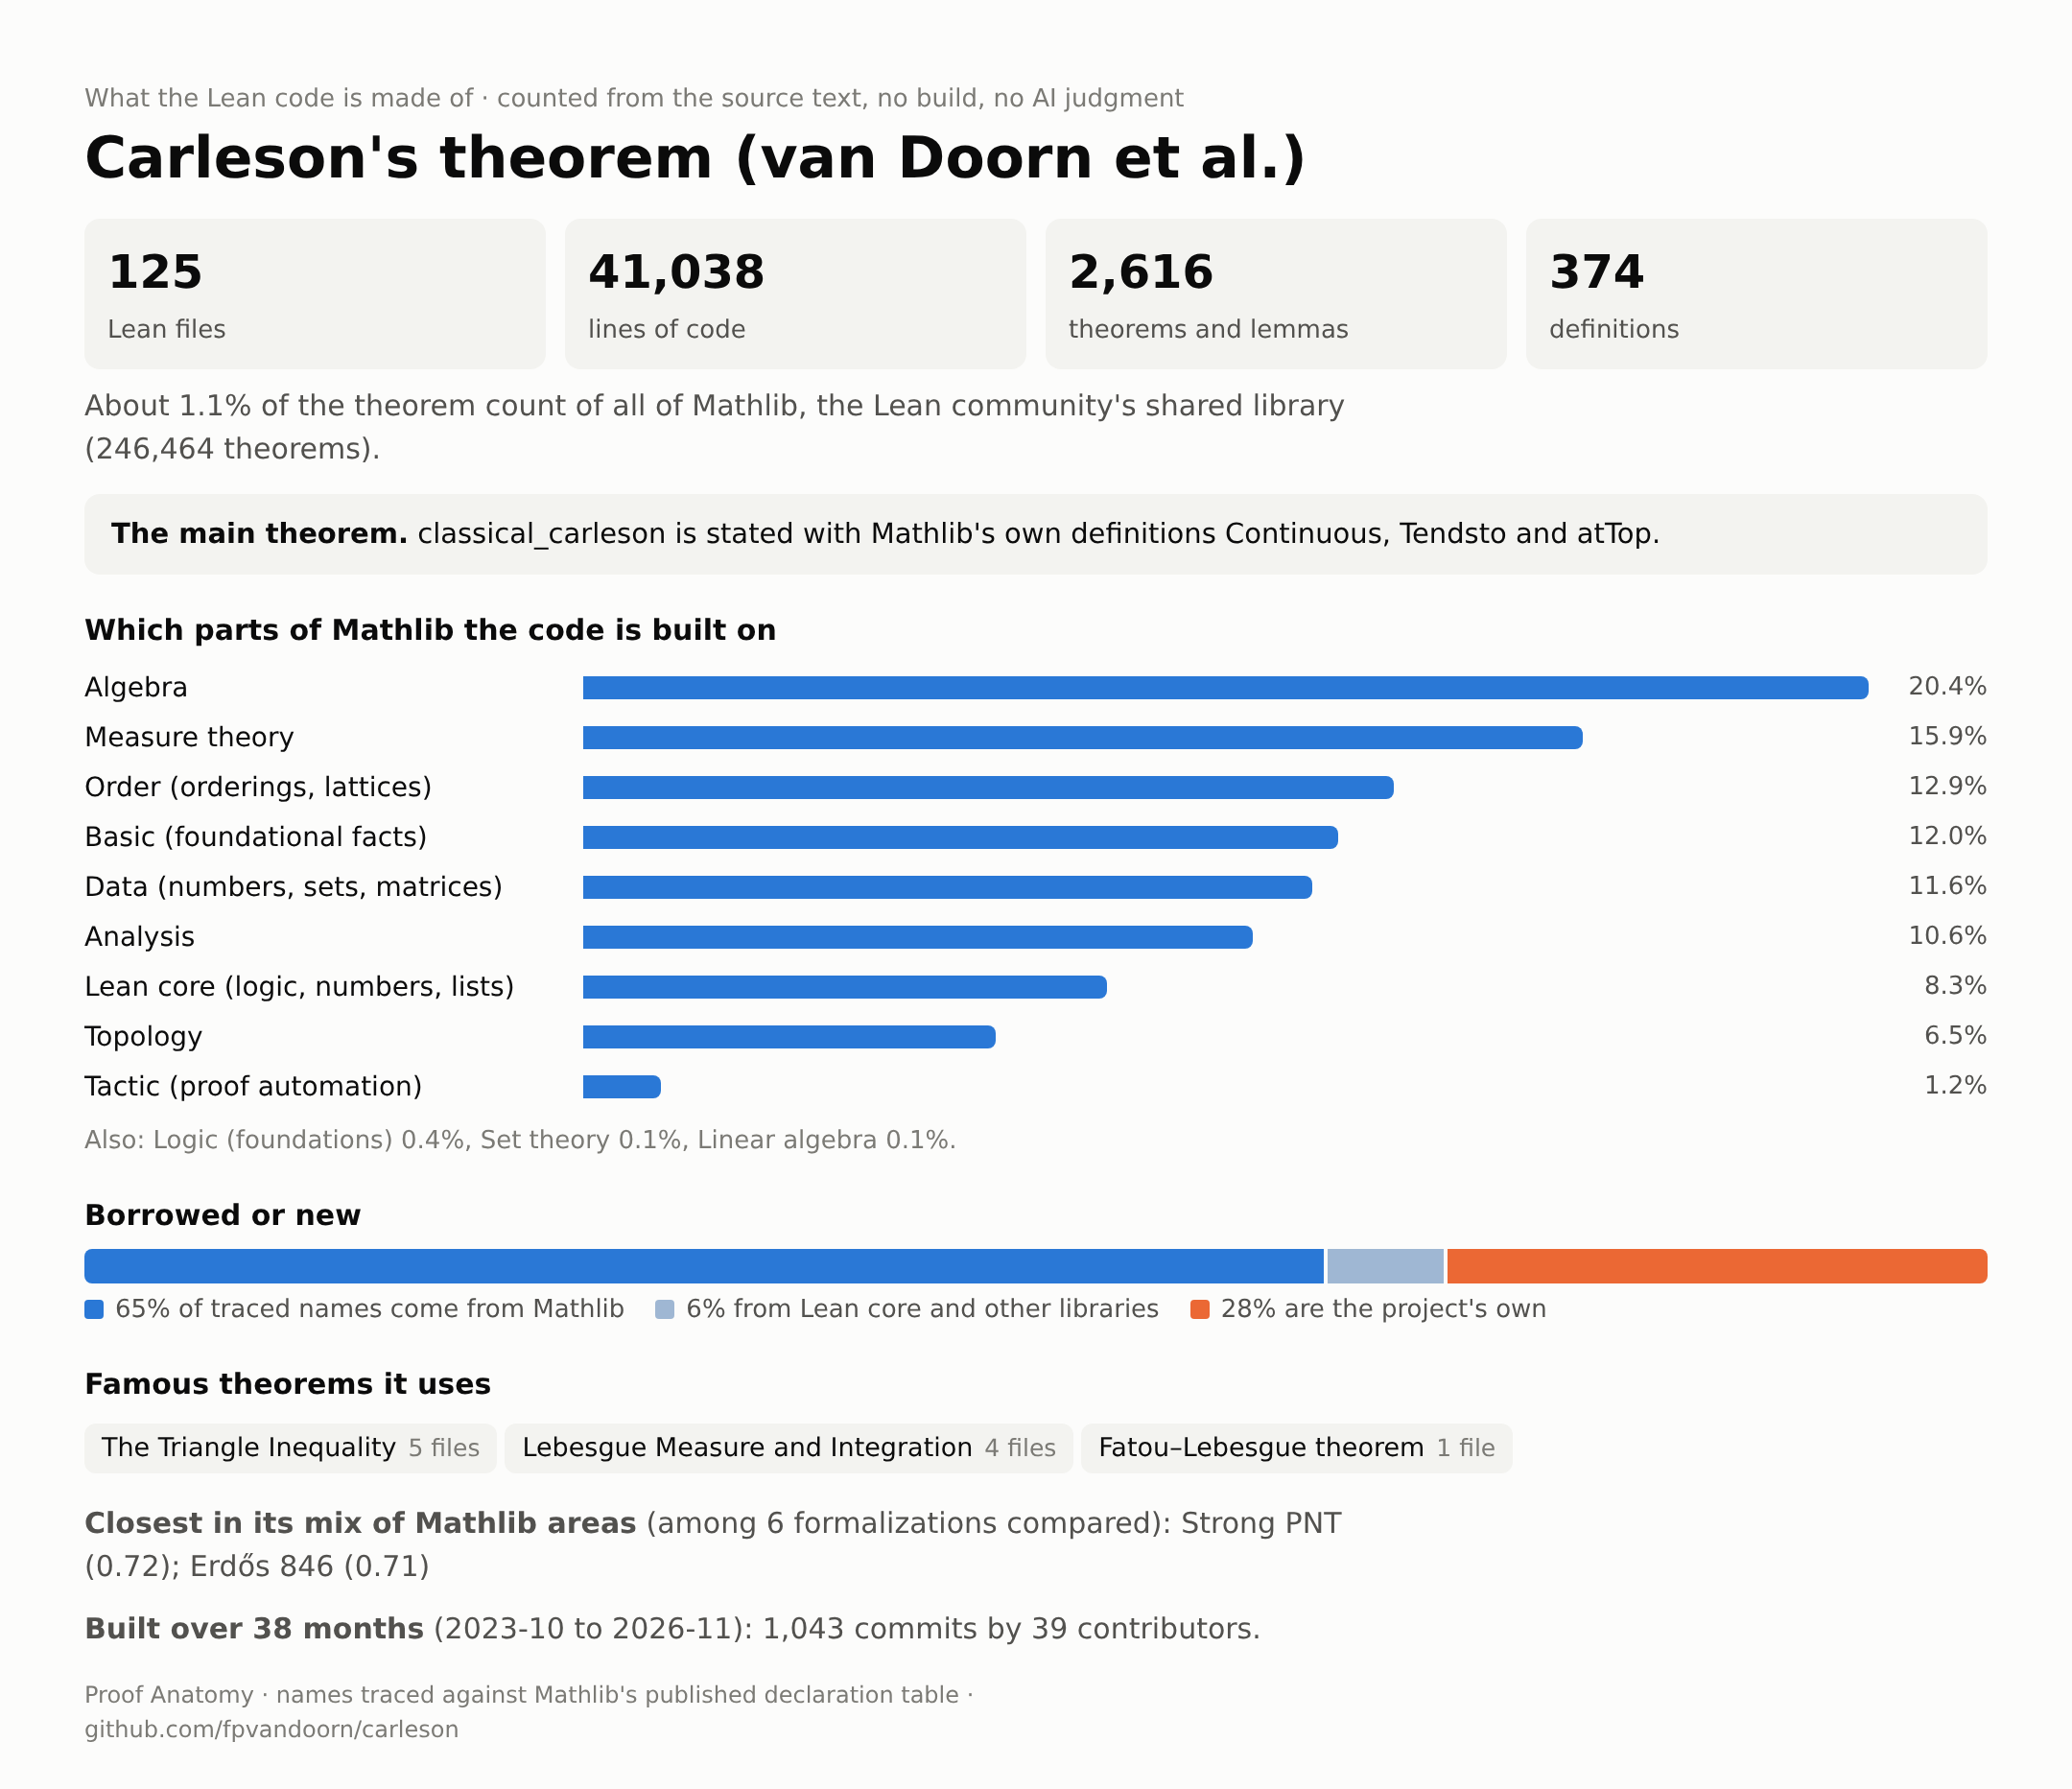 What the Lean code is made of · counted from the source text, no build, no AI judgment
Carleson's theorem (van Doorn et al.)
125
Lean files
41,038
lines of code
2,616
theorems and lemmas
374
definitions
About 1.1% of the theorem count of all of Mathlib, the Lean community's shared library
(246,464 theorems).
The main theorem. classical_carleson is stated with Mathlib's own definitions Continuous, Tendsto and atTop.
Which parts of Mathlib the code is built on
Algebra 20.4%
Measure theory 15.9%
Order (orderings, lattices) 12.9%
Basic (foundational facts) 12.0%
Data (numbers, sets, matrices) 11.6%
Analysis 10.6%
Lean core (logic, numbers, lists) 8.3%
Topology 6.5%
Tactic (proof automation) 1.2%
Also: Logic (foundations) 0.4%, Set theory 0.1%, Linear algebra 0.1%.
Borrowed or new
65% of traced names come from Mathlib 6% from Lean core and other libraries 28% are the project's own
Famous theorems it uses
The Triangle Inequality 5 files Lebesgue Measure and Integration 4 files Fatou–Lebesgue theorem 1 file
Closest in its mix of Mathlib areas (among 6 formalizations compared): Strong PNT
(0.72); Erdős 846 (0.71)
Built over 38 months (2023-10 to 2026-11): 1,043 commits by 39 contributors.
Proof Anatomy · names traced against Mathlib's published declaration table ·
github.com/fpvandoorn/carleson